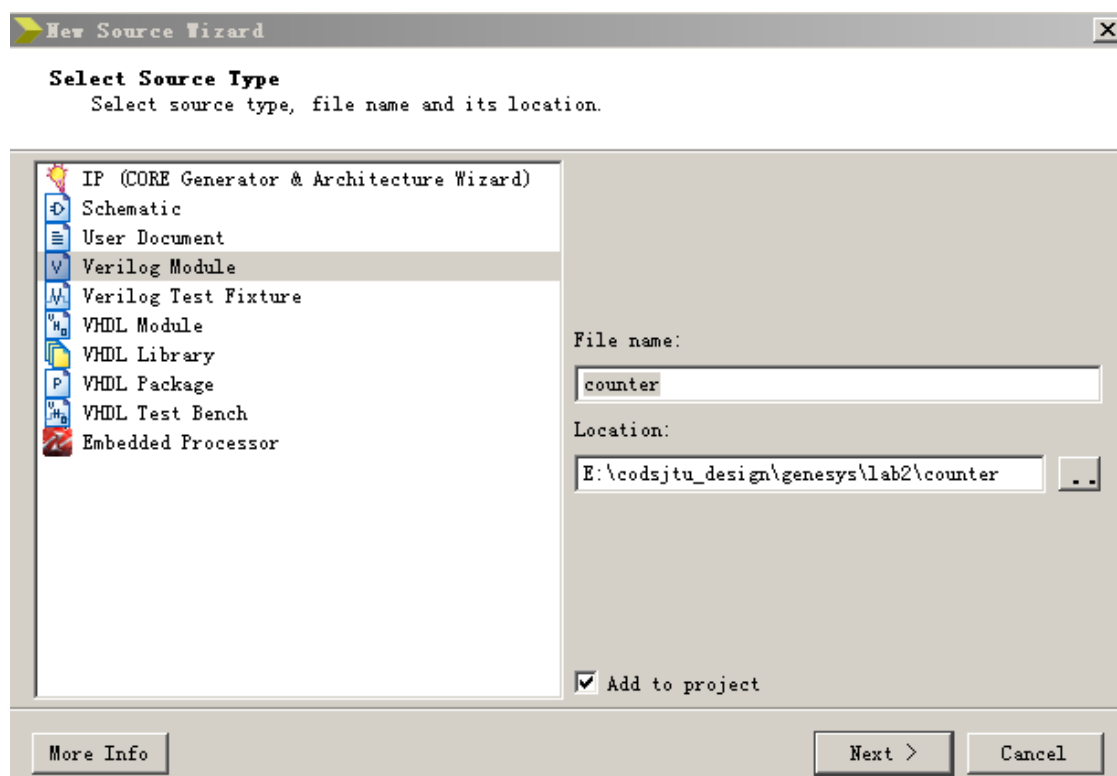 New Source Wizard
Select Source Type
Select source type, file name and its location.
IP (CORE Generator & Architecture Wizard)
Schematic
User Document
Verilog Module
Verilog Test Fixture
VHDL Module
VHDL Library
VHDL Package
VHDL Test Bench
Embedded Processor
File name:
counter
Location:
E:\codsjtu_design\genesys\lab2\counter
..
Add to project
More Info
Next >
Cancel